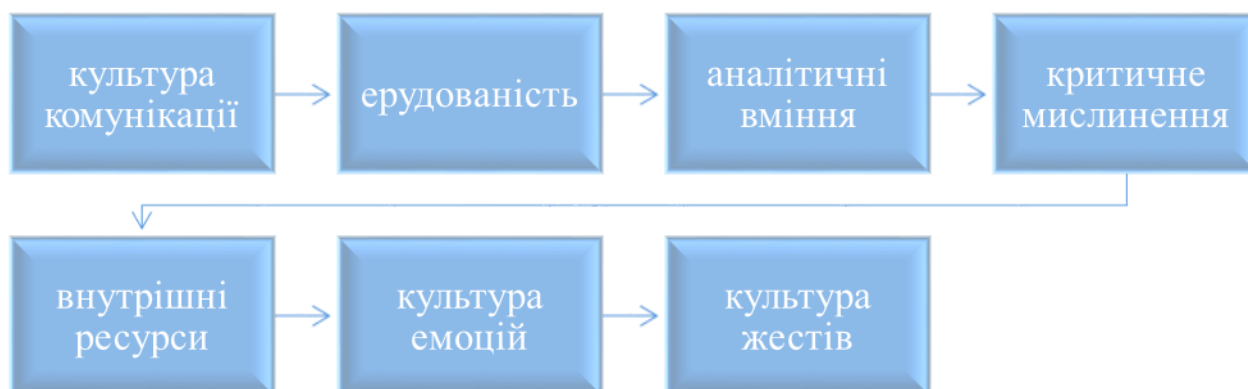 культура
комунікації
ерудованість
аналітичні
вміння
критичне
мислинення
внутрішні
ресурси
культура
емоцій
культура
жестів